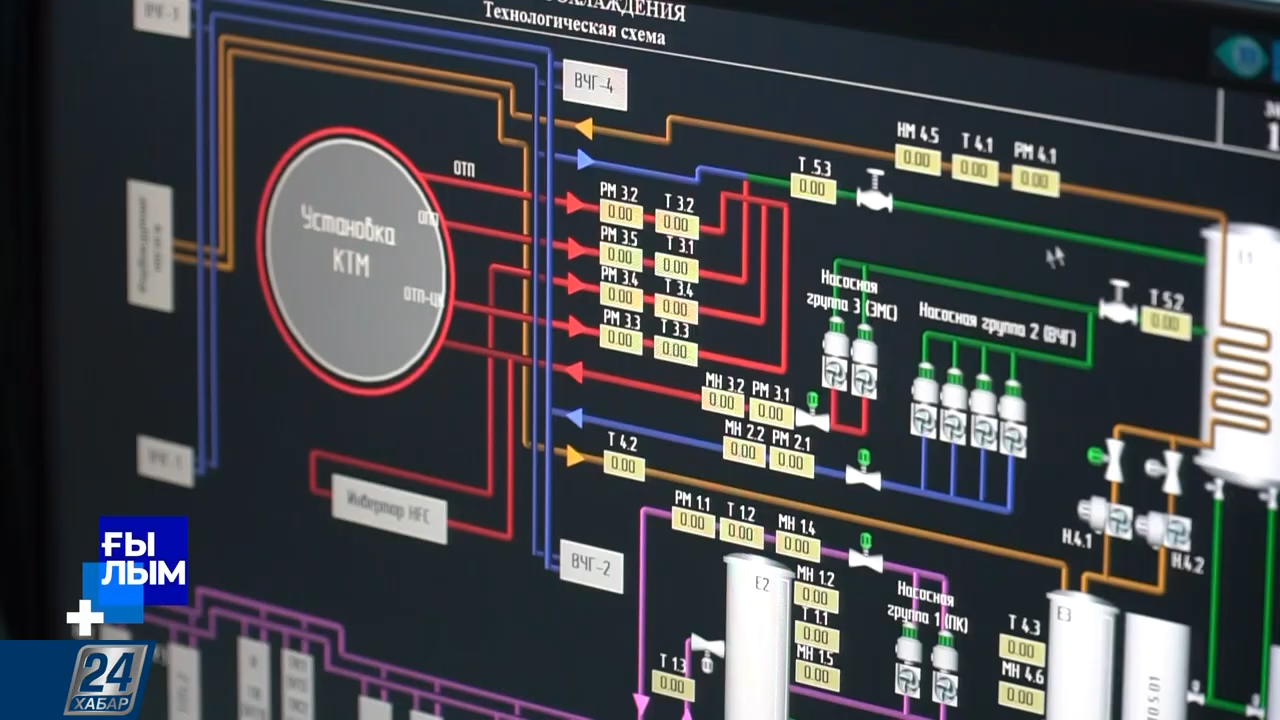 ВЧГ-1
ОХЛАЖДЕНИЯ
Технологическая схема
ВЧГ-4
НМ 4.5
Т 4.1
РМ 4.1
0.00
0.00
0.00
ОТП
Т .5.3
0.00
РМ 3.2
Т 3.2
0.00
0.00
Установка
КТМ
РМ 3.5
Т 3.1
0.00
0.00
E1
РМ 3.4
Т 3.4
0.00
0.00
Насосная
группа 3 (ЗМС)
Т 5.2
0.00
РМ 3.3
Т 3.3
0.00
0.00
Насосная группа 2 (ВЧГ)
МН 3.2
РМ 3.1
0.00
0.00
МН 2.2
РМ 2.1
0.00
0.00
Т 4.2
0.00
Инвертор HFC
РМ 1.1
Т 1.2
МН 1.4
0.00
0.00
0.00
Н.4.1
Н.4.2
ВЧГ-2
E2
МН 1.2
0.00
Т 1.1
0.00
МН 1.5
0.00
Насосная
группа 1 (ПК)
E3
Т 4.3
0.00
МН 4.6
0.00
Т 1.3
0.00
ҒЫ
ЛЫМ
24
ХАБАР